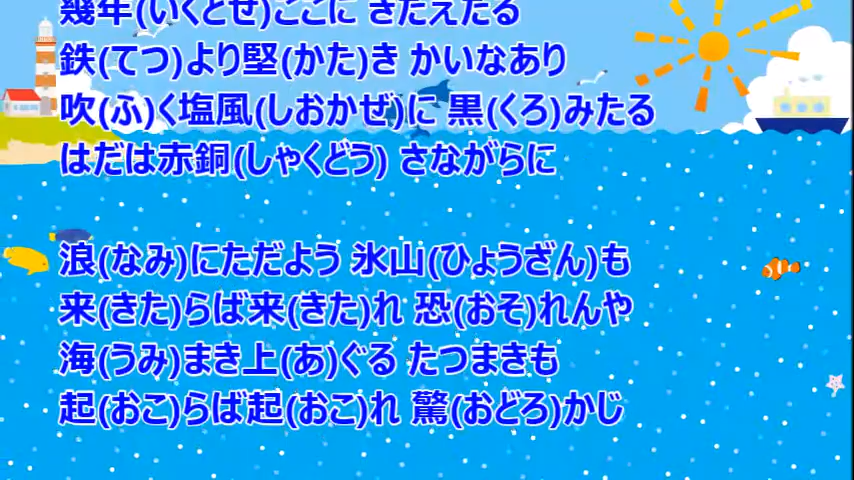 幾年(いくとせ)ここに きたえたる
鉄(てつ)より堅(かた)き かいなあり
吹(ふ)く塩風(しおかぜ)に 黒(くろ)みたる
はだは赤銅(しゃくどう) さながらに
浪(なみ)にただよう 氷山(ひょうざん)も
来(きた)らば来(きた)れ 恐(おそ)れんや
海(うみ)まき上(あ)ぐる たつまきも
起(おこ)らば起(おこ)れ 驚(おどろ)かじ